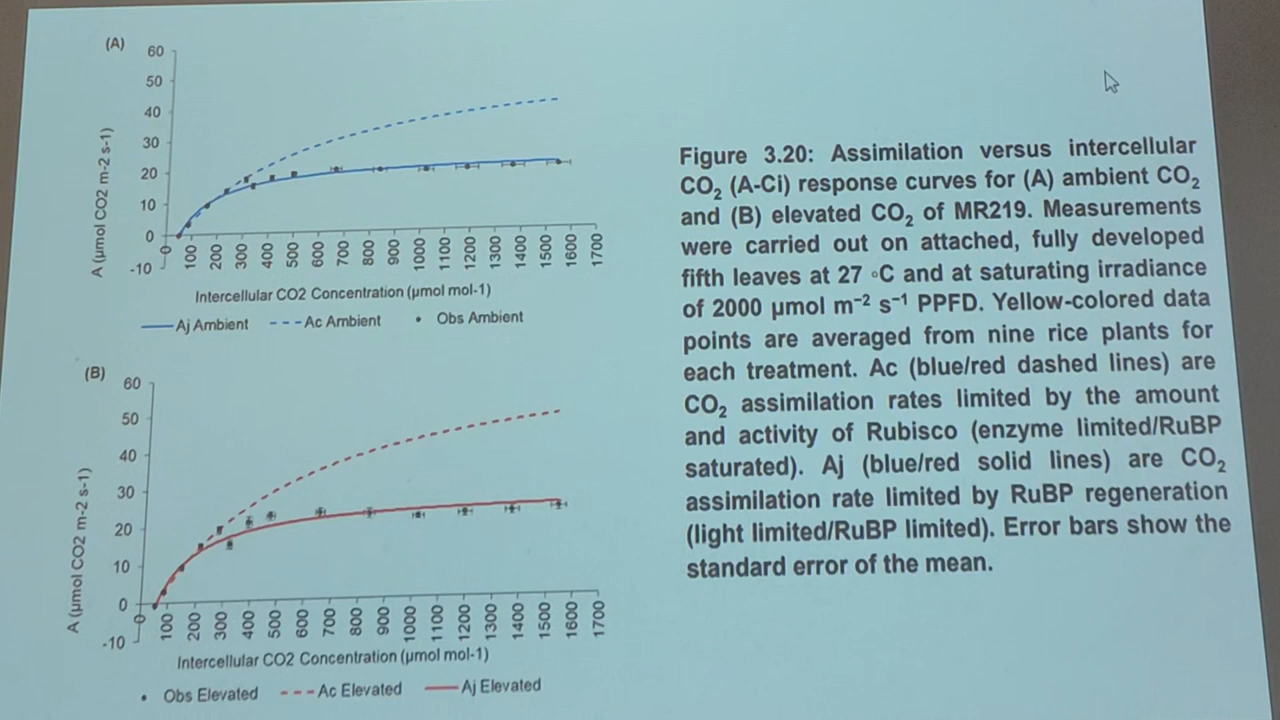 (A)
60
50
40
30
20
10
0
-10
A (µmol CO2 m-2 s-1)
0 100 200 300 400 500 600 700 800 900 1000 1100 1200 1300 1400 1500 1600 1700
Intercellular CO2 Concentration (µmol mol-1)
Aj Ambient Ac Ambient Obs Ambient
(B)
60
50
40
30
20
10
0
-10
A (µmol CO2 m-2 s-1)
0 100 200 300 400 500 600 700 800 900 1000 1100 1200 1300 1400 1500 1600 1700
Intercellular CO2 Concentration (µmol mol-1)
Obs Elevated Ac Elevated Aj Elevated
Figure 3.20: Assimilation versus intercellular
CO₂ (A-Ci) response curves for (A) ambient CO₂
and (B) elevated CO₂ of MR219. Measurements
were carried out on attached, fully developed
fifth leaves at 27 ◦C and at saturating irradiance
of 2000 µmol m⁻² s⁻¹ PPFD. Yellow-colored data
points are averaged from nine rice plants for
each treatment. Ac (blue/red dashed lines) are
CO₂ assimilation rates limited by the amount
and activity of Rubisco (enzyme limited/RuBP
saturated). Aj (blue/red solid lines) are CO₂
assimilation rate limited by RuBP regeneration
(light limited/RuBP limited). Error bars show the
standard error of the mean.